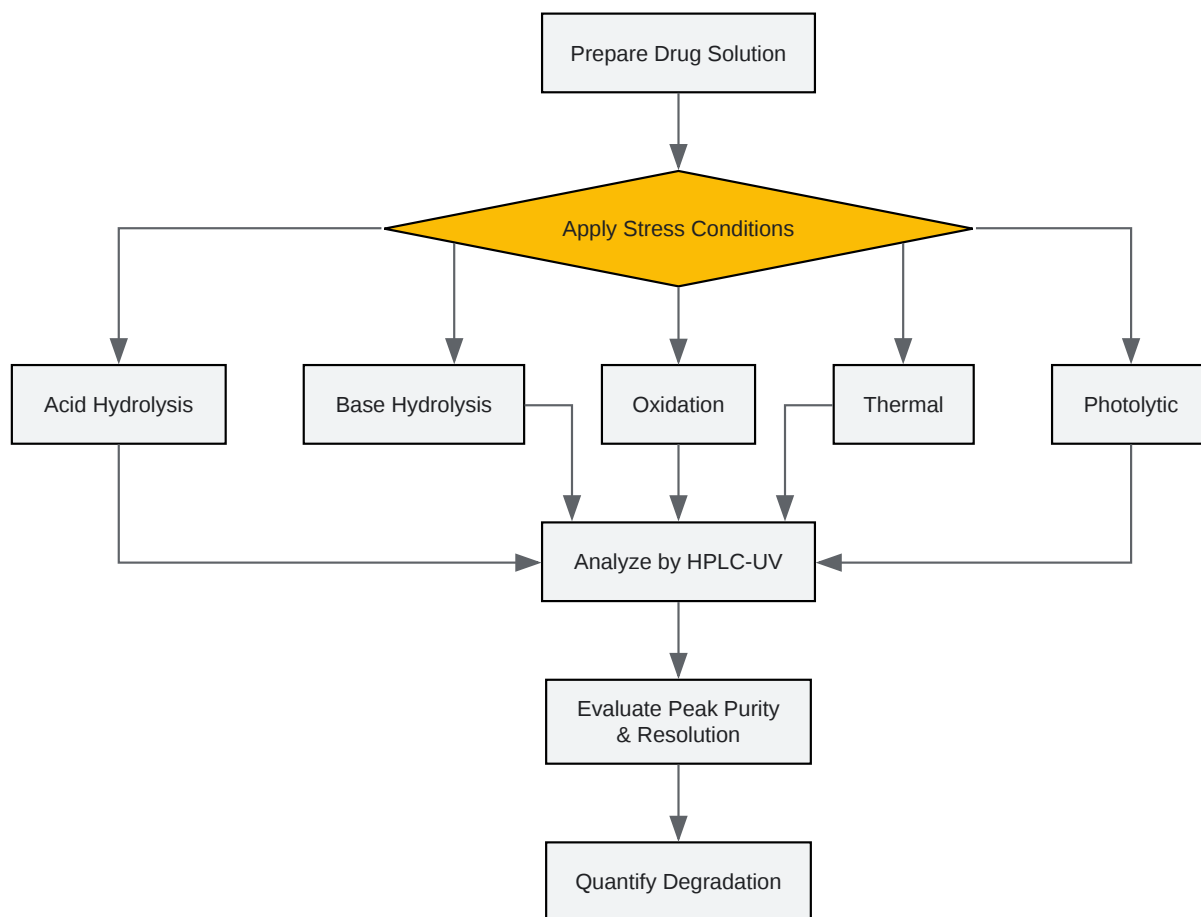 Prepare Drug Solution
Apply Stress Conditions
Acid Hydrolysis
Base Hydrolysis
Oxidation
Thermal
Photolytic
Analyze by HPLC-UV
Evaluate Peak Purity
& Resolution
Quantify Degradation